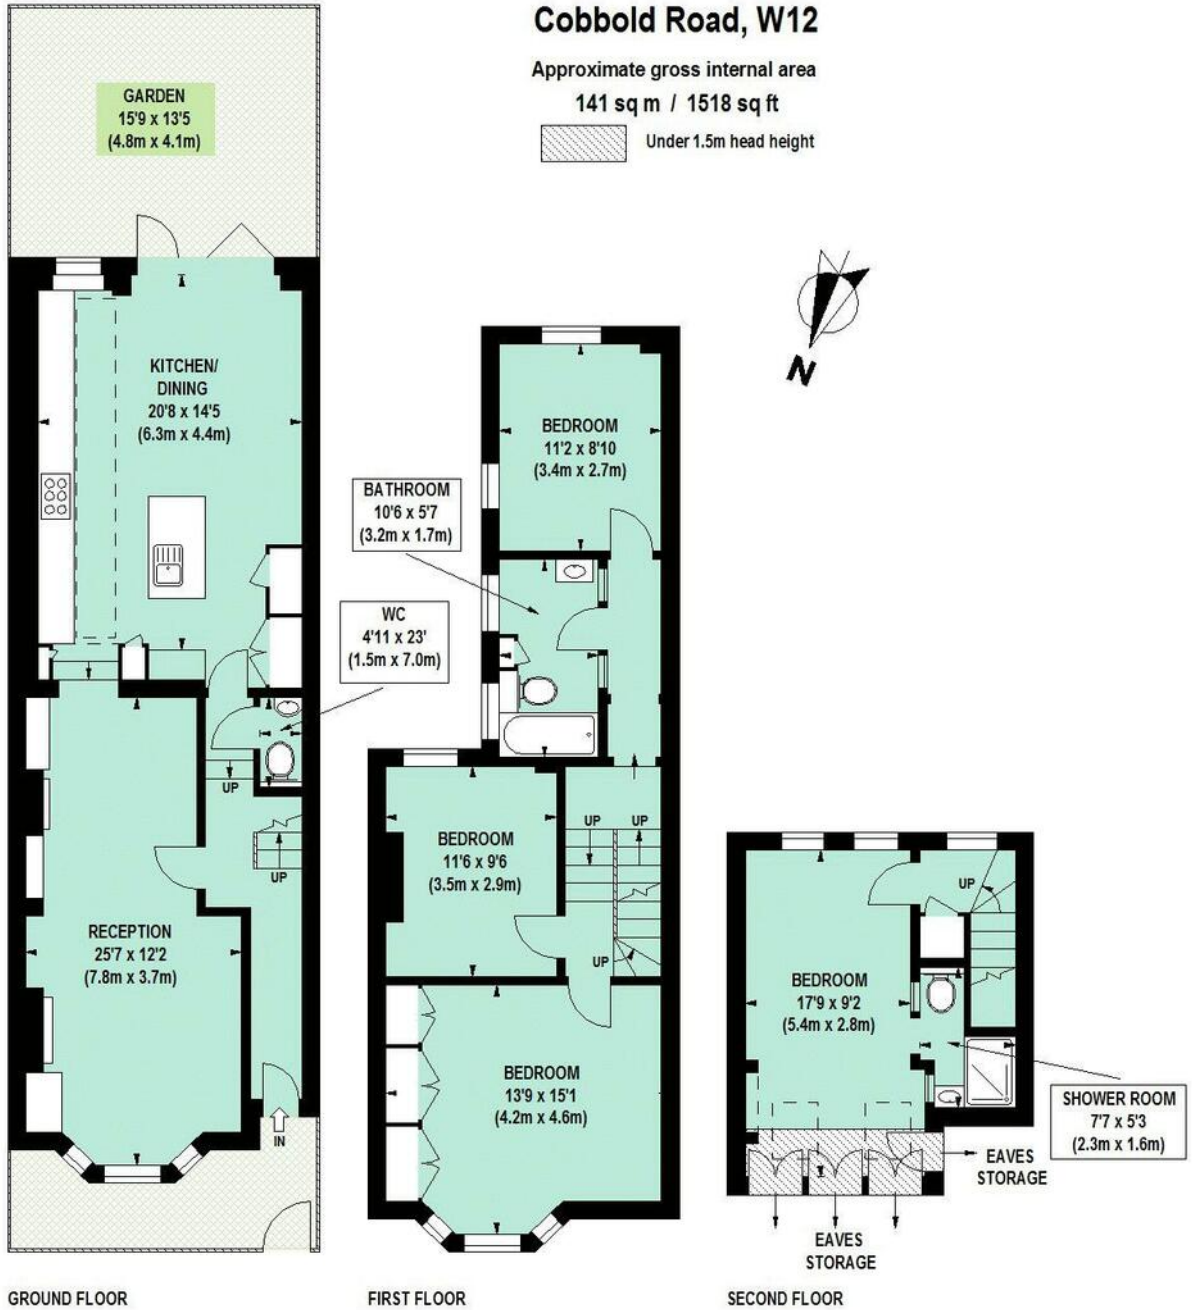 Cobbold Road, W12
Approximate gross internal area
141 sq m / 1518 sq ft
Under 1.5m head height
GARDEN
15'9 x 13'5
(4.8m x 4.1m)
N
KITCHEN/
DINING
20'8 x 14'5
(6.3m x 4.4m)
BEDROOM
11'2 x 8'10
(3.4m x 2.7m)
BATHROOM
10'6 x 5'7
(3.2m x 1.7m)
WC
4'11 x 23'
(1.5m x 7.0m)
UP
UP
RECEPTION
25'7 x 12'2
(7.8m x 3.7m)
IN
BEDROOM
11'6 x 9'6
(3.5m x 2.9m)
UP
UP
UP
BEDROOM
13'9 x 15'1
(4.2m x 4.6m)
UP
BEDROOM
17'9 x 9'2
(5.4m x 2.8m)
SHOWER ROOM
7'7 x 5'3
(2.3m x 1.6m)
EAVES
STORAGE
EAVES
STORAGE
GROUND FLOOR
FIRST FLOOR
SECOND FLOOR